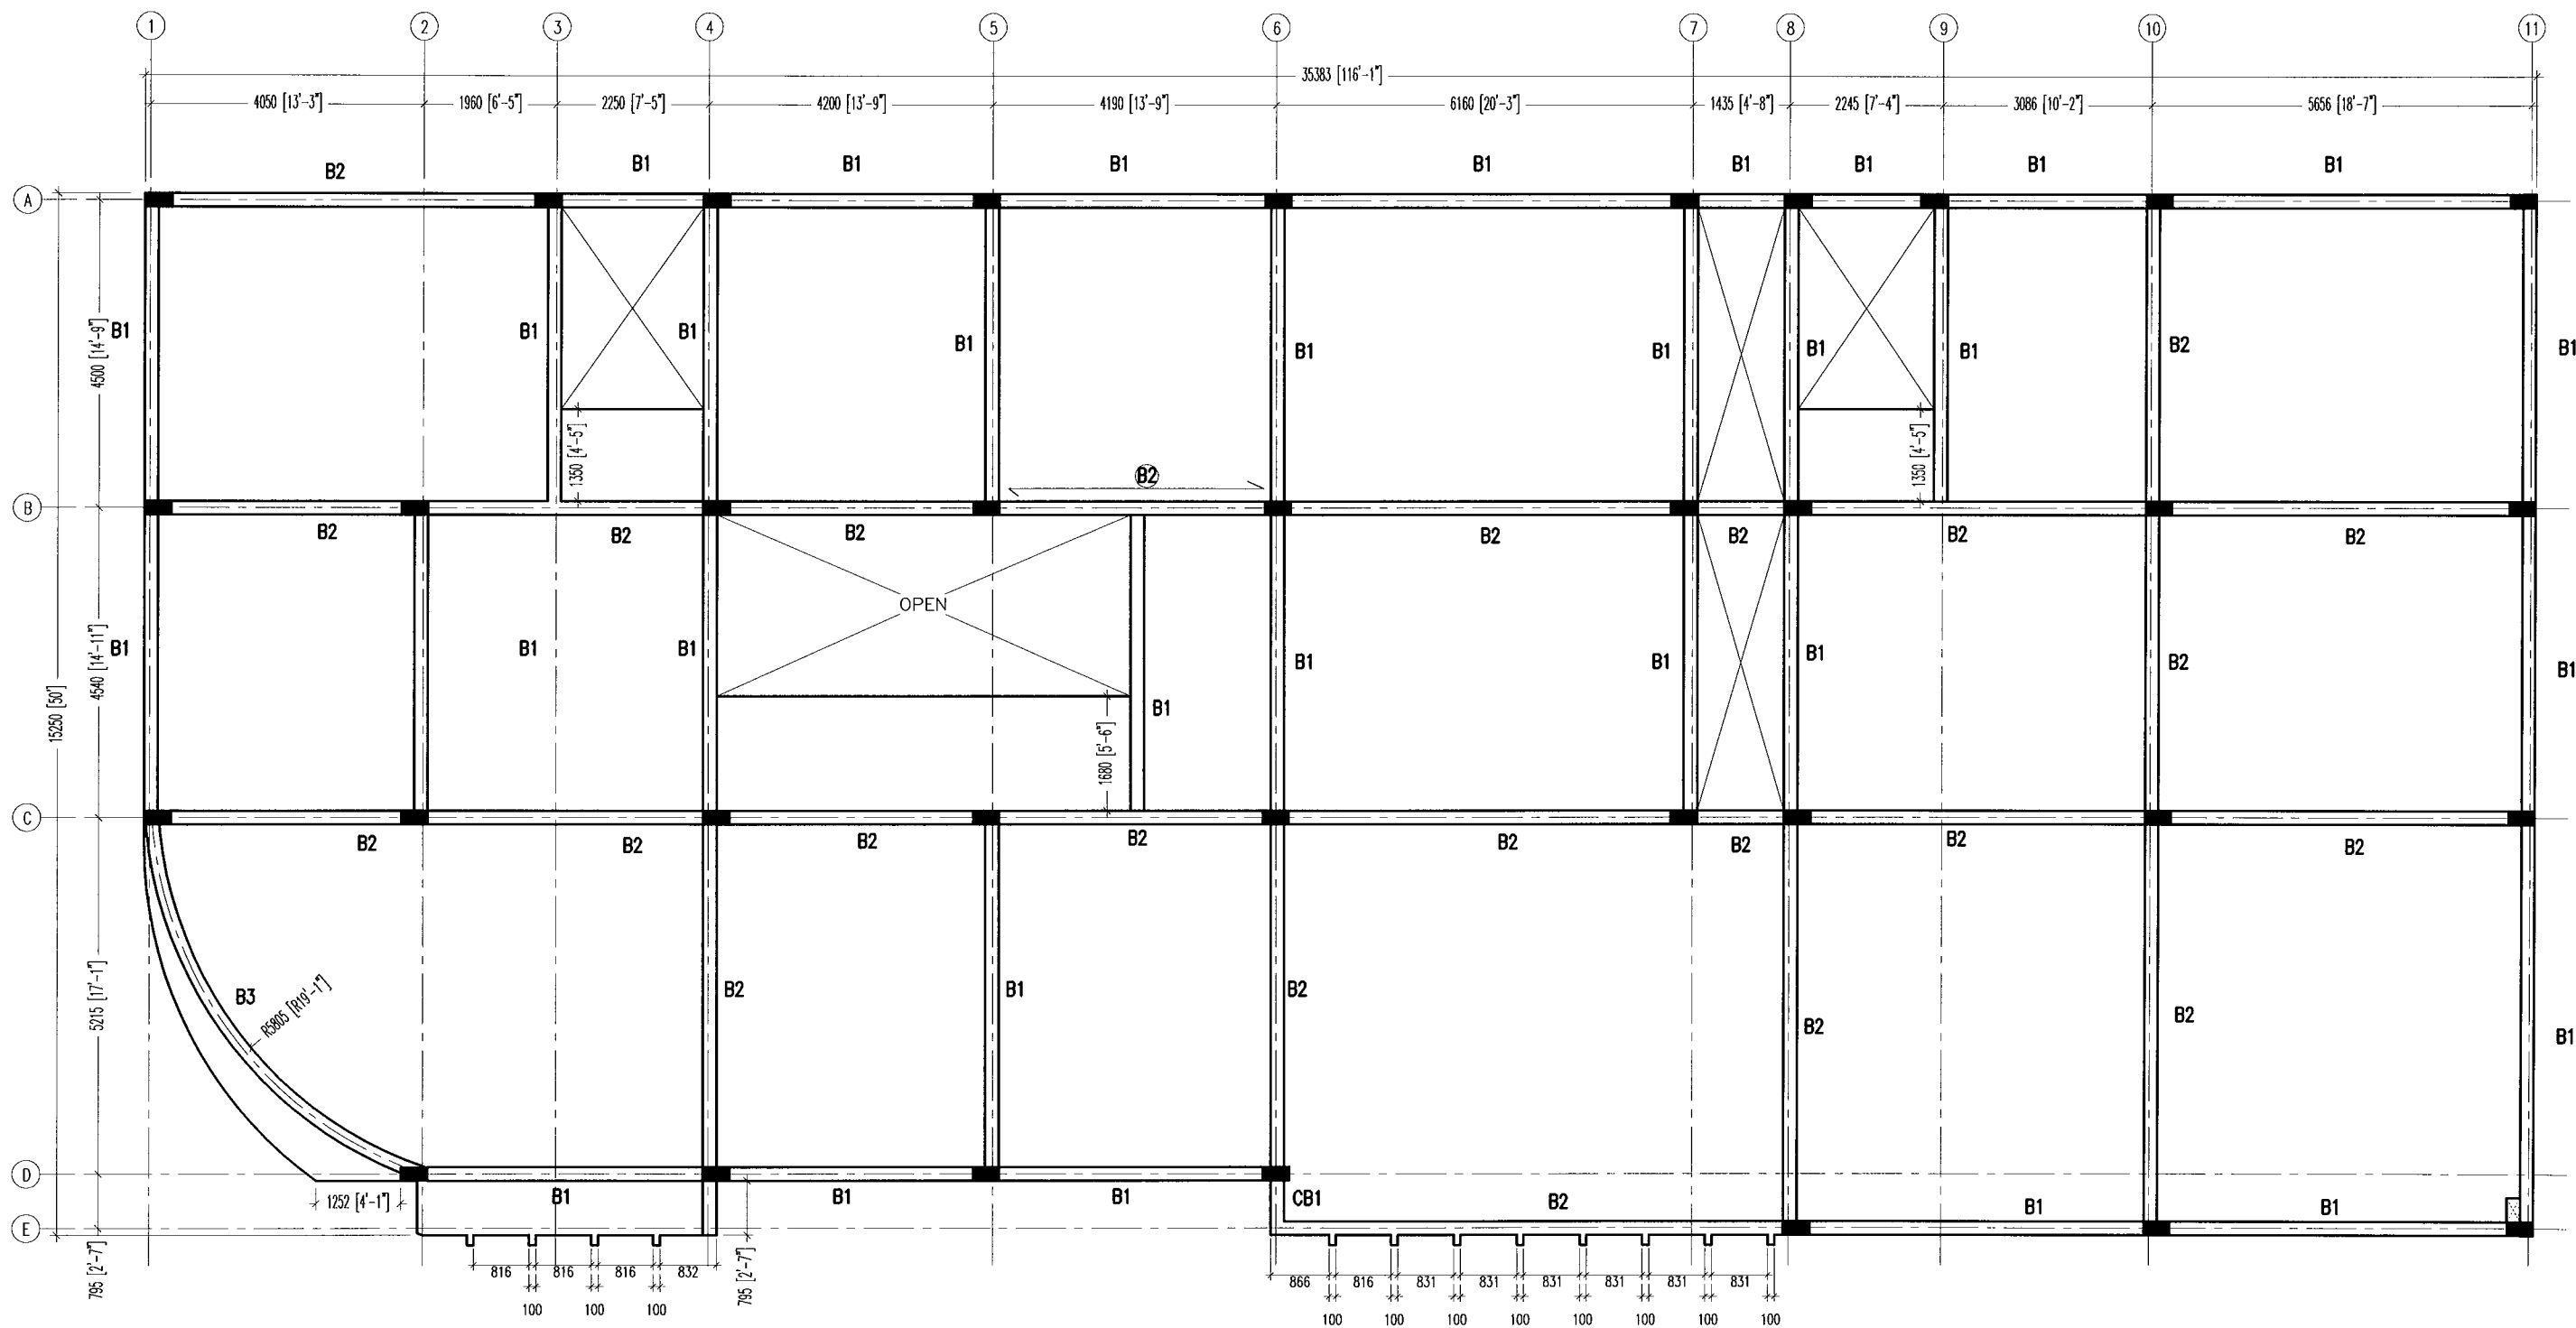 1 2 3 4 5 6 7 8 9 10 11
35383 [116'-1"]
4050 [13'-3"] 1960 [6'-5"] 2250 [7'-5"] 4200 [13'-9"] 4190 [13'-9"] 6160 [20'-3"] 1435 [4'-8"] 2245 [7'-4"] 3086 [10'-2"] 5656 [18'-7"]
B2 B1 B1 B1 B1 B1 B1 B1 B1
A
4500 [14'-9"]
B1 B1 B1 B1 B1 B1 B1 B1 B2 B1
1350 [4'-5"] B2 1350 [4'-5"]
B
B2 B2 B2 B2 B2 B2 B2
OPEN
4540 [14'-11"]
15250 [50']
B1 B1 B1 B1 B1 B1 B2 B1
B1
1680 [5'-6"]
C
B2 B2 B2 B2 B2 B2 B2 B2
5215 [17'-1"]
B3 R5805 [R19'-1"]
B2 B1 B2 B2 B2 B1
D
1252 [4'-1"] B1 B1 B1 CB1 B2 B1 B1
E
795 [2'-7"] 795 [2'-7"]
816 816 816 832 866 816 831 831 831 831 831 831
100 100 100 100 100 100 100 100 100 100 100